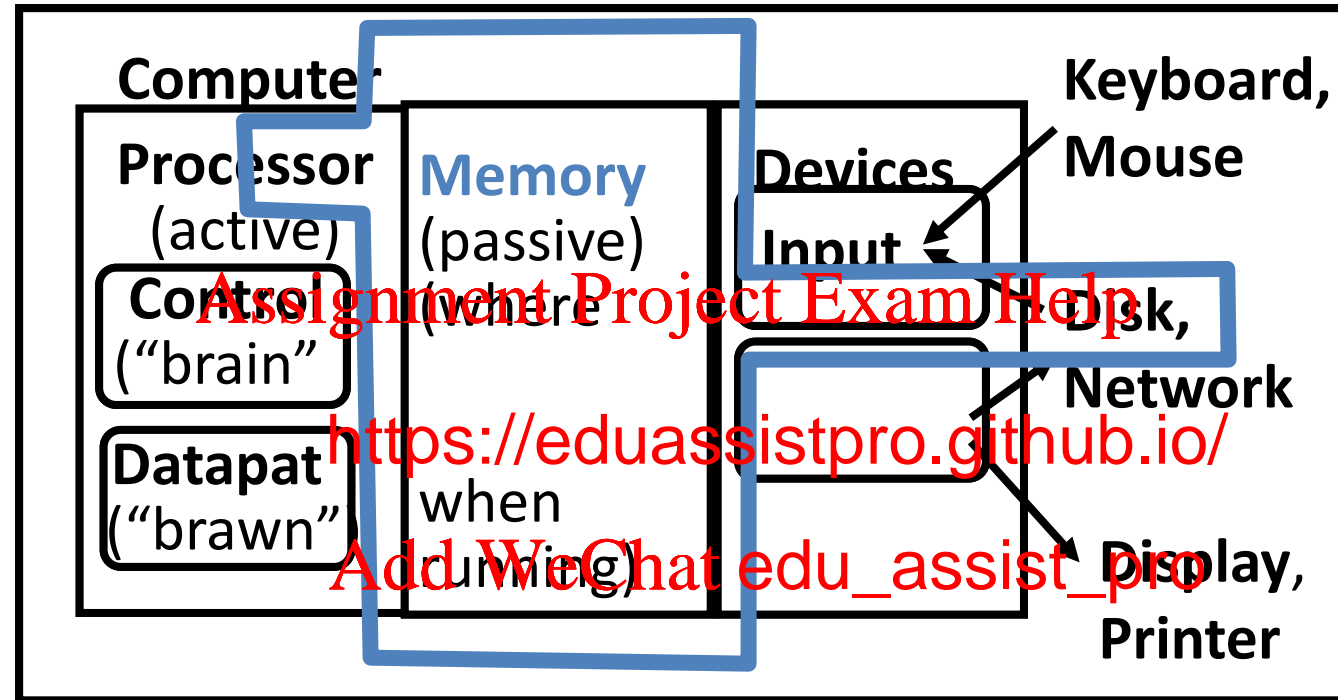 Computer
Processor
(active)
Control
("brain"
Datapat
("brawn")
Memory
(passive)
(where
when
running)
Devices
Input
Keyboard,
Mouse
Disk,
Network
Display,
Printer
Assignment Project Exam Help
https://eduassistpro.github.io/
Add WeChat edu_assist_pro